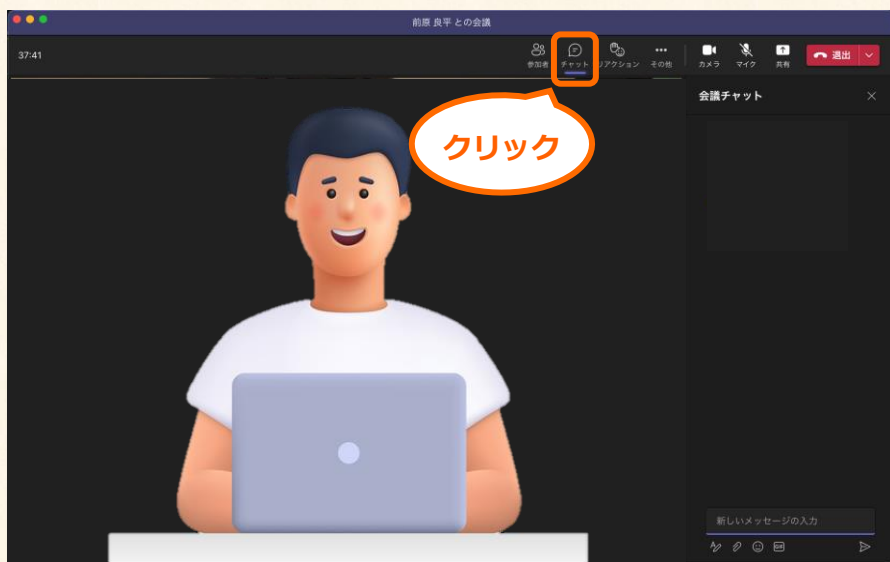 前原 良平 との会議
37:41
参加者 チャット リアクション その他 カメラ マイク 共有 退出
会議チャット
クリック
新しいメッセージの入力
GIF